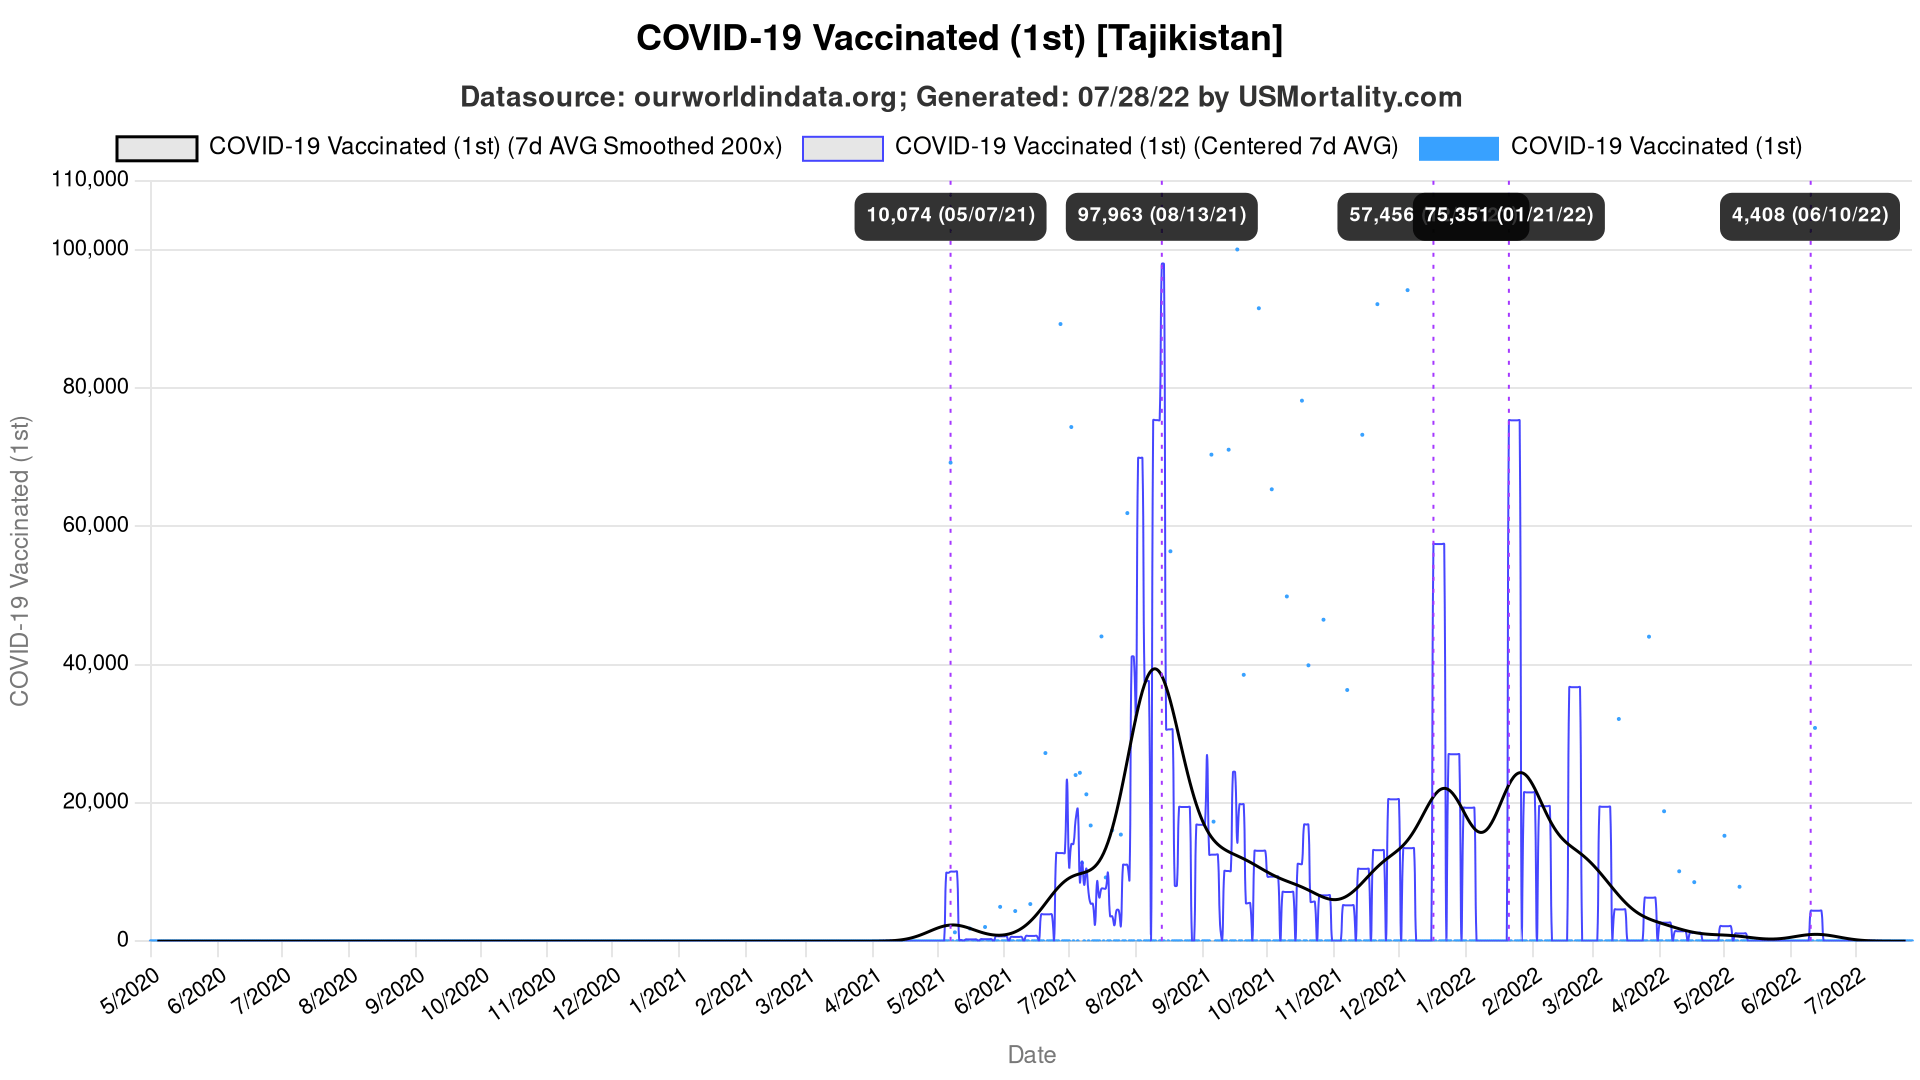 COVID-19 Vaccinated (1st) [Tajikistan]
Datasource: ourworldindata.org; Generated: 07/28/22 by USMortality.com
COVID-19 Vaccinated (1st) (7d AVG Smoothed 200x) COVID-19 Vaccinated (1st) (Centered 7d AVG) COVID-19 Vaccinated (1st)
10,074 (05/07/21) 97,963 (08/13/21) 57,456 75,351 (01/21/22) 4,408 (06/10/22)
110,000
100,000
80,000
60,000
40,000
20,000
0
COVID-19 Vaccinated (1st)
5/2020 6/2020 7/2020 8/2020 9/2020 10/2020 11/2020 12/2020 1/2021 2/2021 3/2021 4/2021 5/2021 6/2021 7/2021 8/2021 9/2021 10/2021 11/2021 12/2021 1/2022 2/2022 3/2022 4/2022 5/2022 6/2022 7/2022
Date